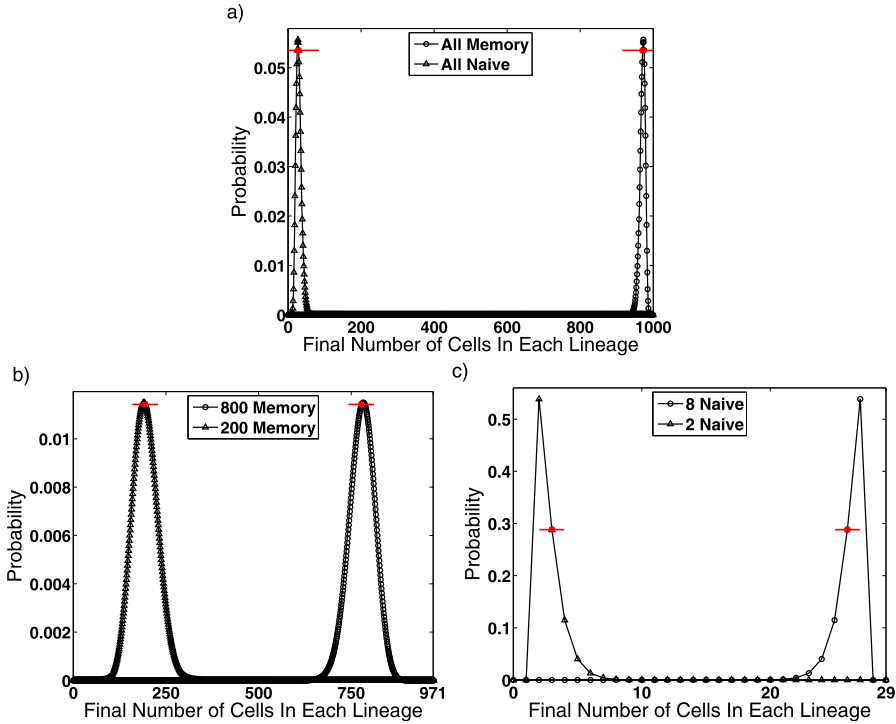 a)
All Memory
All Naive
Probability
0.05
0.04
0.03
0.02
0.01
0
0 200 400 600 800 1000
Final Number of Cells In Each Lineage
b)
800 Memory
200 Memory
Probability
0.01
0.008
0.006
0.004
0.002
0
0 250 500 750 971
Final Number of Cells In Each Lineage
c)
8 Naive
2 Naive
Probability
0.5
0.4
0.3
0.2
0.1
0
0 10 20 29
Final Number of Cells In Each Lineage